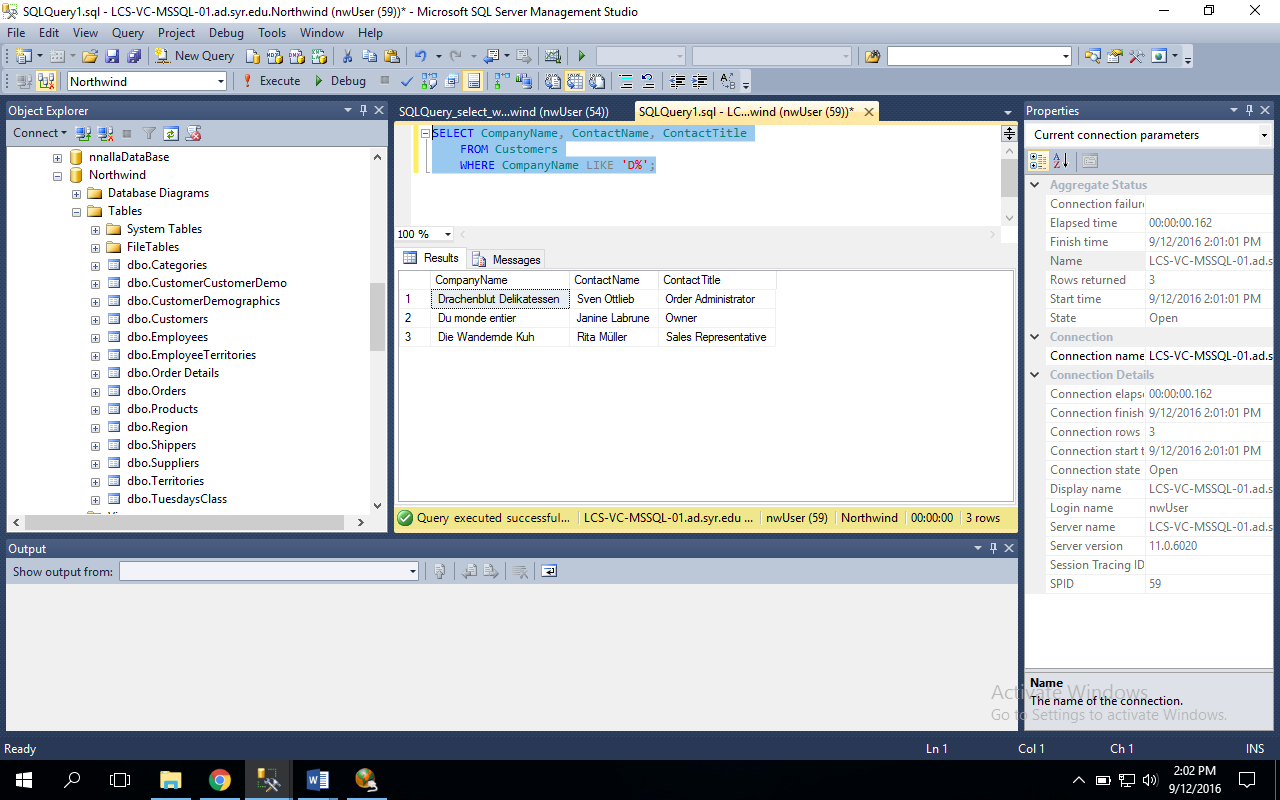 SQLQuery1.sql - LCS-VC-MSSQL-01.ad.syr.edu.Northwind (nwUser (59))* - Microsoft SQL Server Management Studio
File Edit View Query Project Debug Tools Window Help
New Query
Northwind Execute Debug
Object Explorer
Connect
nnallaDataBase
Northwind
Database Diagrams
Tables
System Tables
FileTables
dbo.Categories
dbo.CustomerCustomerDemo
dbo.CustomerDemographics
dbo.Customers
dbo.Employees
dbo.EmployeeTerritories
dbo.Order Details
dbo.Orders
dbo.Products
dbo.Region
dbo.Shippers
dbo.Suppliers
dbo.Territories
dbo.TuesdaysClass
SQLQuery_select_w...wind (nwUser (54)) SQLQuery1.sql - LC...wind (nwUser (59))*
SELECT CompanyName, ContactName, ContactTitle
FROM Customers
WHERE CompanyName LIKE 'D%';
100 %
Results Messages
CompanyName ContactName ContactTitle
1 Drachenblut Delikatessen Sven Ottlieb Order Administrator
2 Du monde entier Janine Labrune Owner
3 Die Wandernde Kuh Rita Müller Sales Representative
Query executed successful... LCS-VC-MSSQL-01.ad.syr.edu ... nwUser (59) Northwind 00:00:00 3 rows
Properties
Current connection parameters
Aggregate Status
Connection failure
Elapsed time 00:00:00.162
Finish time 9/12/2016 2:01:01 PM
Name LCS-VC-MSSQL-01.ad.s
Rows returned 3
Start time 9/12/2016 2:01:01 PM
State Open
Connection
Connection name LCS-VC-MSSQL-01.ad.s
Connection Details
Connection elaps 00:00:00.162
Connection finish 9/12/2016 2:01:01 PM
Connection rows 3
Connection start t 9/12/2016 2:01:01 PM
Connection state Open
Display name LCS-VC-MSSQL-01.ad.s
Login name nwUser
Server name LCS-VC-MSSQL-01.ad.s
Server version 11.0.6020
Session Tracing ID
SPID 59
Name
The name of the connection.
Activate Windows
Go to Settings to activate Windows.
Output
Show output from:
Ready Ln 1 Col 1 Ch 1 INS
2:02 PM
9/12/2016